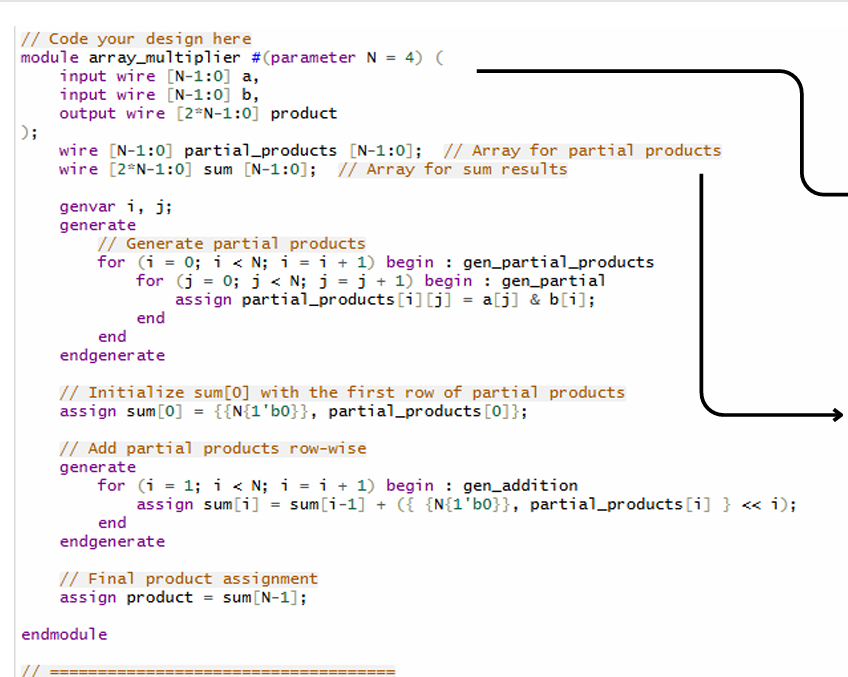 // Code your design here
module array_multiplier #(parameter N = 4) (
    input wire [N-1:0] a,
    input wire [N-1:0] b,
    output wire [2*N-1:0] product
);
    wire [N-1:0] partial_products [N-1:0];  // Array for partial products
    wire [2*N-1:0] sum [N-1:0];  // Array for sum results
    genvar i, j;
    generate
        // Generate partial products
        for (i = 0; i < N; i = i + 1) begin : gen_partial_products
            for (j = 0; j < N; j = j + 1) begin : gen_partial
                assign partial_products[i][j] = a[j] & b[i];
            end
        end
    endgenerate
    // Initialize sum[0] with the first row of partial products
    assign sum[0] = {{N{1'b0}}, partial_products[0]};
    // Add partial products row-wise
    generate
        for (i = 1; i < N; i = i + 1) begin : gen_addition
            assign sum[i] = sum[i-1] + ({ {N{1'b0}}, partial_products[i] } << i);
        end
    endgenerate
    // Final product assignment
    assign product = sum[N-1];
endmodule
// ====================================